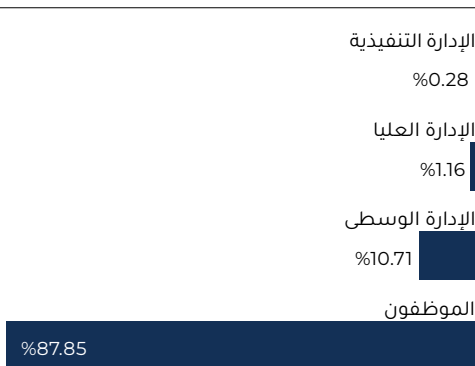 الإدارة التنفيذية
%0.28
الإدارة العليا
%1.16
الإدارة الوسطى
%10.71
الموظفون
%87.85